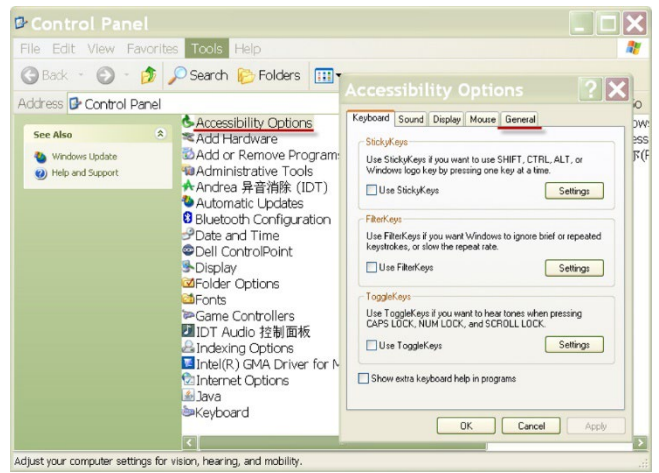 Control Panel
File Edit View Favorites Tools Help
Back Search Folders
Address Control Panel
See Also
Windows Update
Help and Support
Accessibility Options
Add Hardware
Add or Remove Program
Administrative Tools
Andrea 异音消除 (IDT)
Automatic Updates
Bluetooth Configuration
Date and Time
Dell ControlPoint
Display
Folder Options
Fonts
Game Controllers
IDT Audio 控制面板
Indexing Options
Intel(R) GMA Driver for M
Internet Options
Java
Keyboard
Accessibility Options
Keyboard Sound Display Mouse General
StickyKeys
Use StickyKeys if you want to use SHIFT, CTRL, ALT, or
Windows logo key by pressing one key at a time.
Use StickyKeys Settings
FilterKeys
Use FilterKeys if you want Windows to ignore brief or repeated
keystrokes, or slow the repeat rate.
Use FilterKeys Settings
ToggleKeys
Use ToggleKeys if you want to hear tones when pressing
CAPS LOCK, NUM LOCK, and SCROLL LOCK.
Use ToggleKeys Settings
Show extra keyboard help in programs
OK Cancel Apply
Adjust your computer settings for vision, hearing, and mobility.